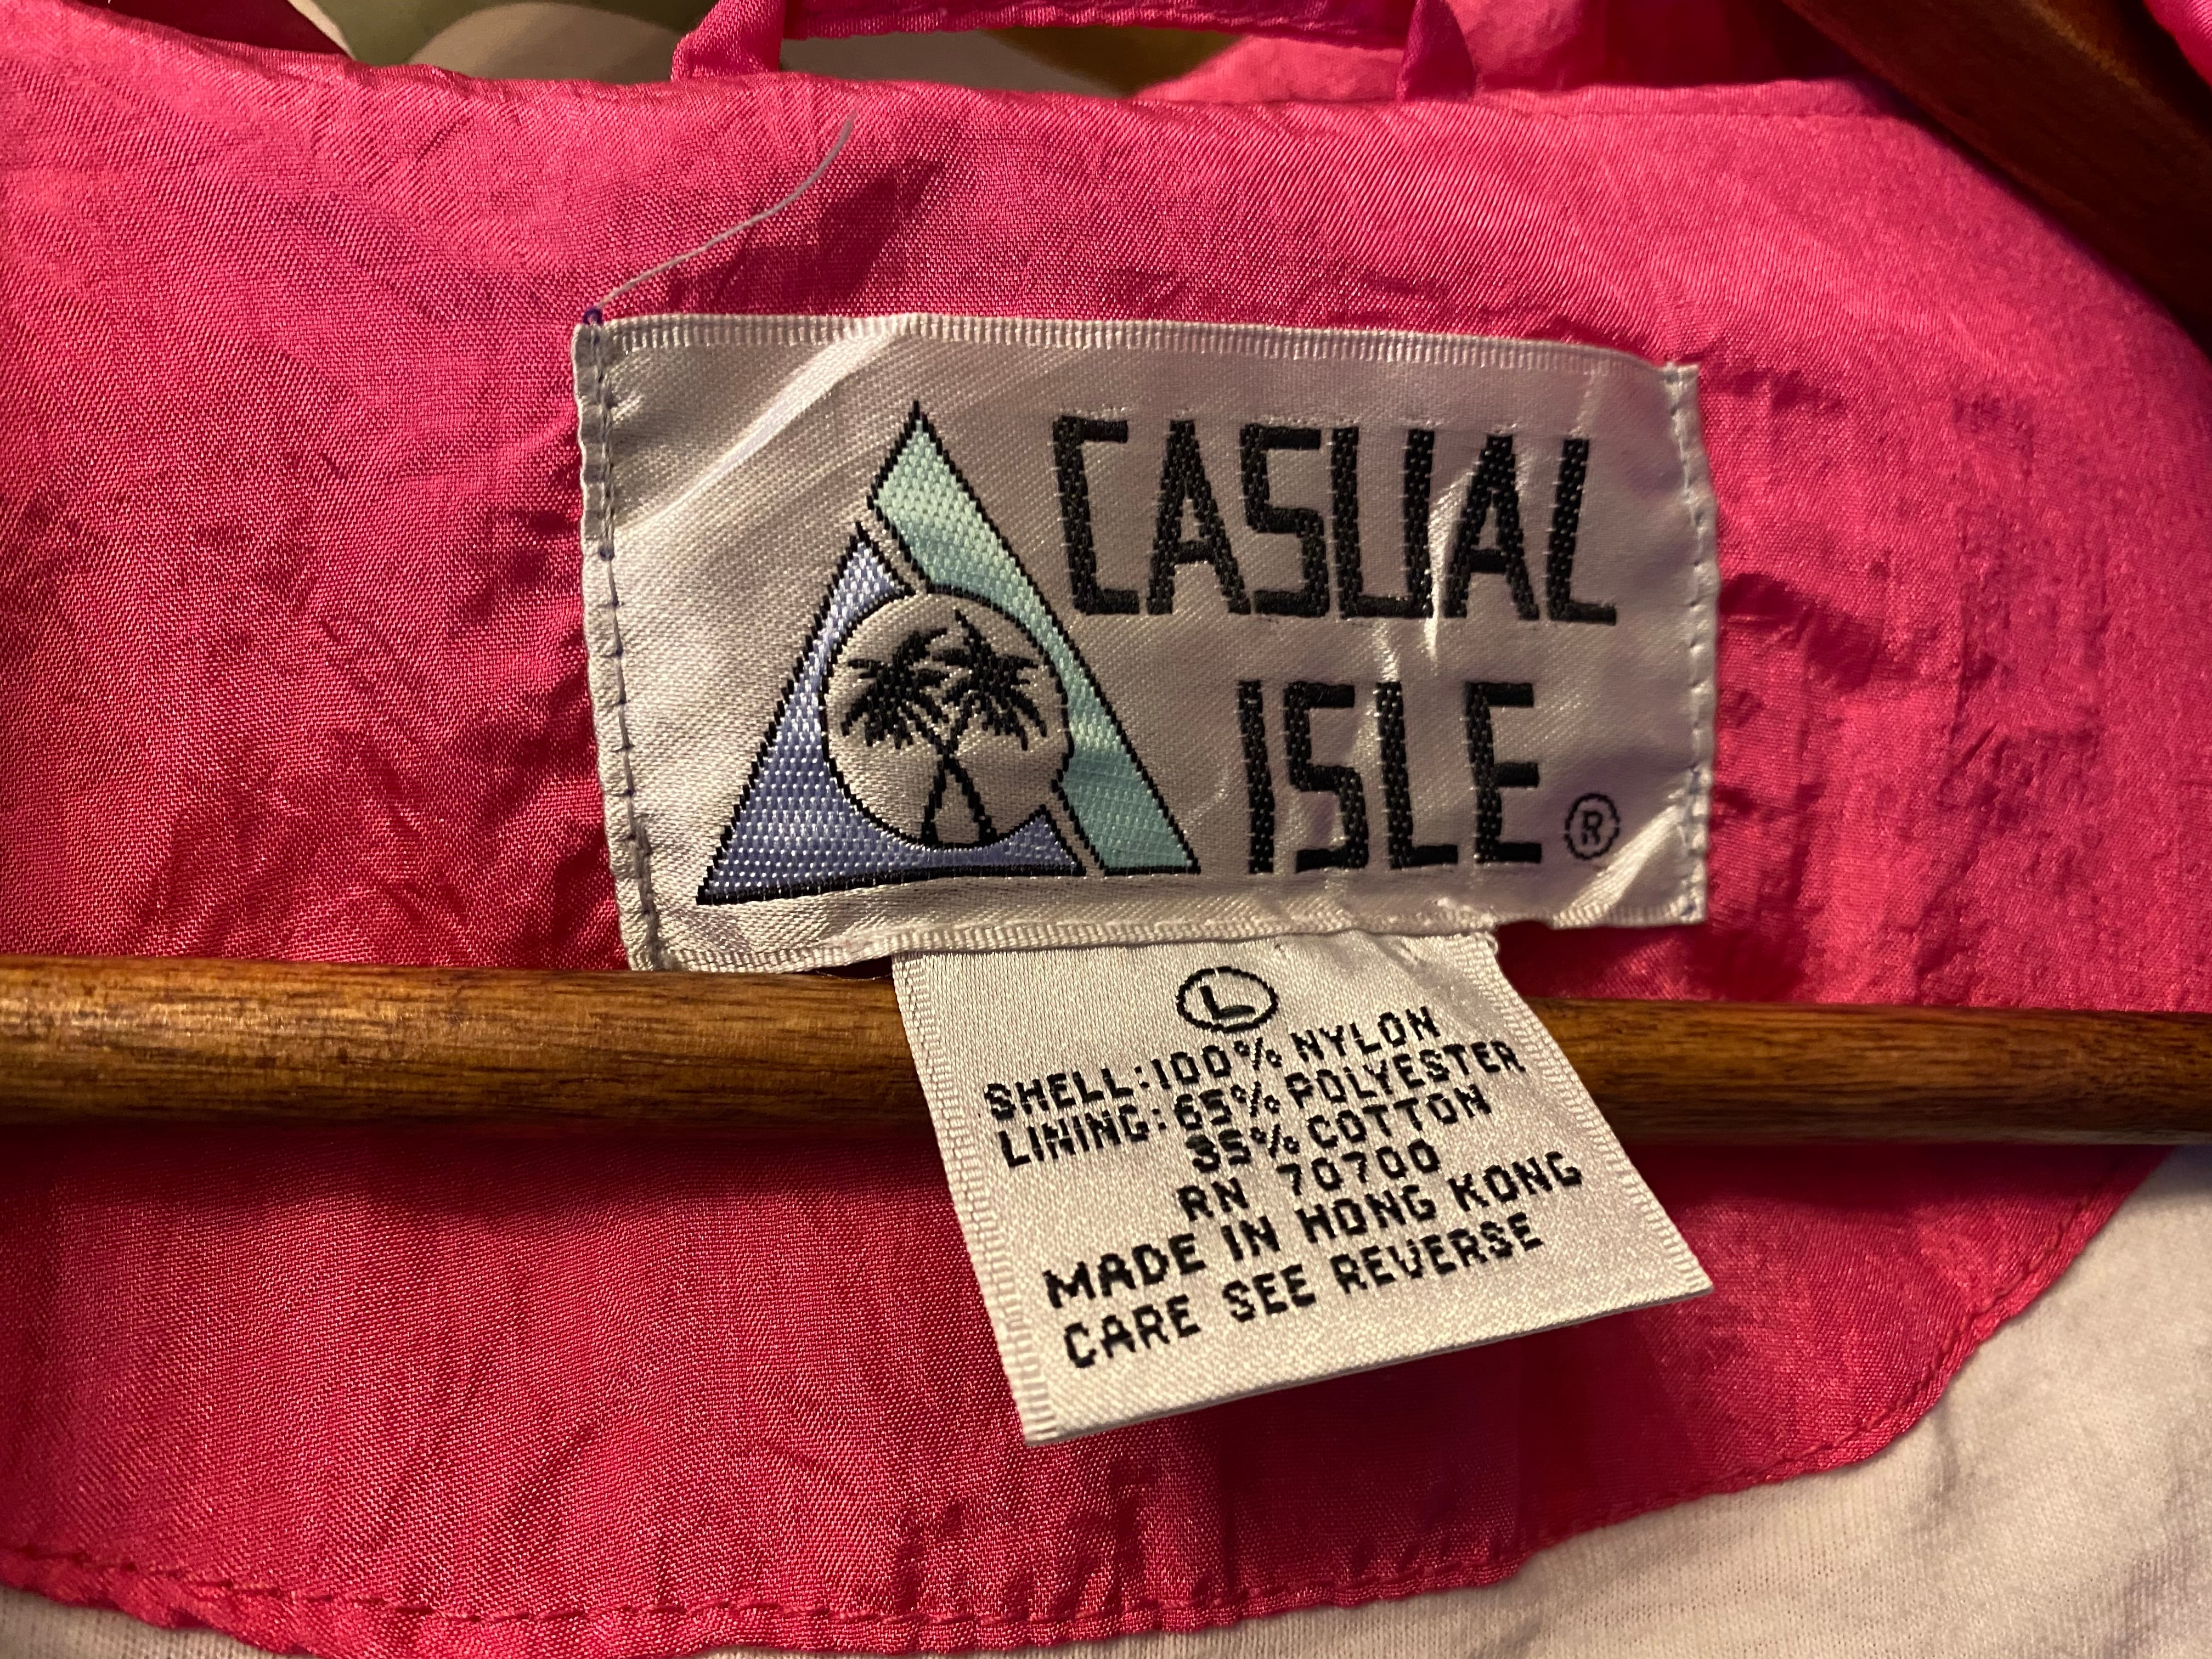 CASUAL
ISLE ®
L
SHELL:100% NYLON
LINING:65% POLYESTER
35% COTTON
RN 70700
MADE IN HONG KONG
CARE SEE REVERSE